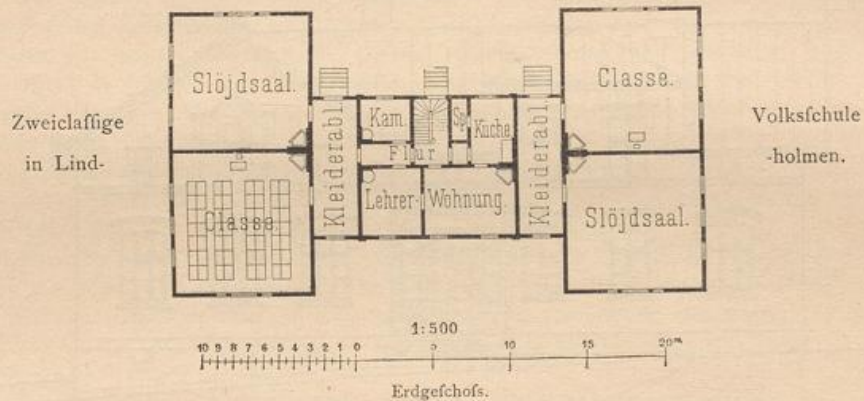 Zweiclaſſige
in Lind-
Volksſchule
-holmen.
Slöjdsaal.
Classe.
Kleiderabl.
Kam.
Flur
Sp.
Küche
Lehrer-Wohnung
Kleiderabl.
Classe.
Slöjdsaal.
1:500
10 9 8 7 6 5 4 3 2 1 0 5 10 15 20m
Erdgeſchoſs.